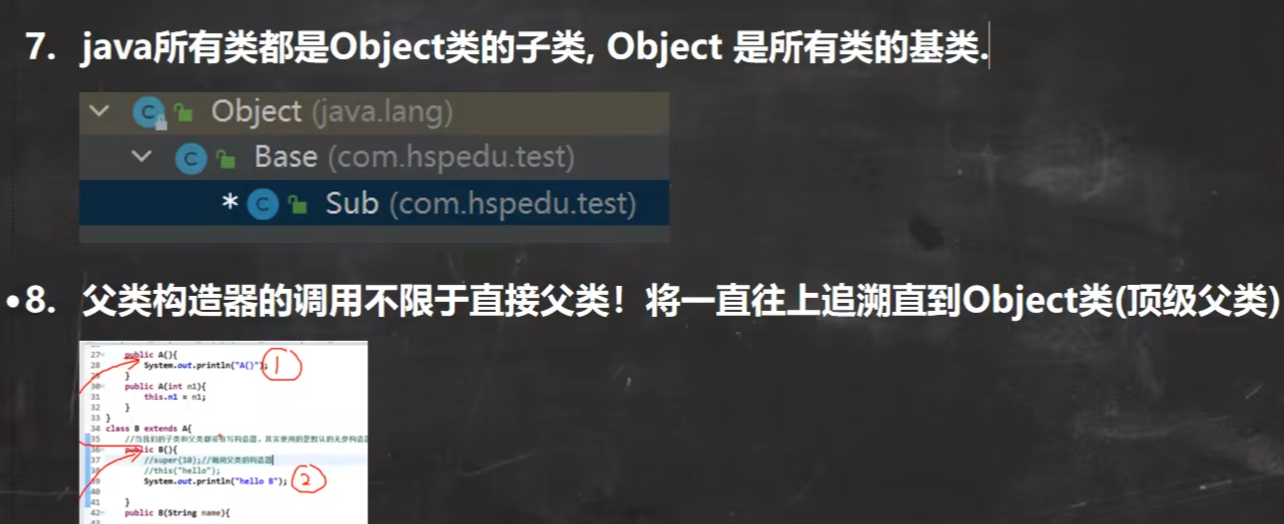 7. java所有类都是Object类的子类, Object 是所有类的基类.
Object (java.lang)
Base (com.hspedu.test)
* Sub (com.hspedu.test)
•8. 父类构造器的调用不限于直接父类！将一直往上追溯直到Object类(顶级父类)
27 public A(){
28 System.out.println("A()"); 1
29 }
30 public A(int n1){
31 this.n1 = n1;
32 }
33 }
34 class B extends A{
35 //当我们的子类和父类都没有写构造器，其实使用的是默认的无参构造器
36 public B(){
37 //super(10);//调用父类的构造器
38 //this("hello");
39 System.out.println("hello B"); 2
40
41 }
42 public B(String name){
43